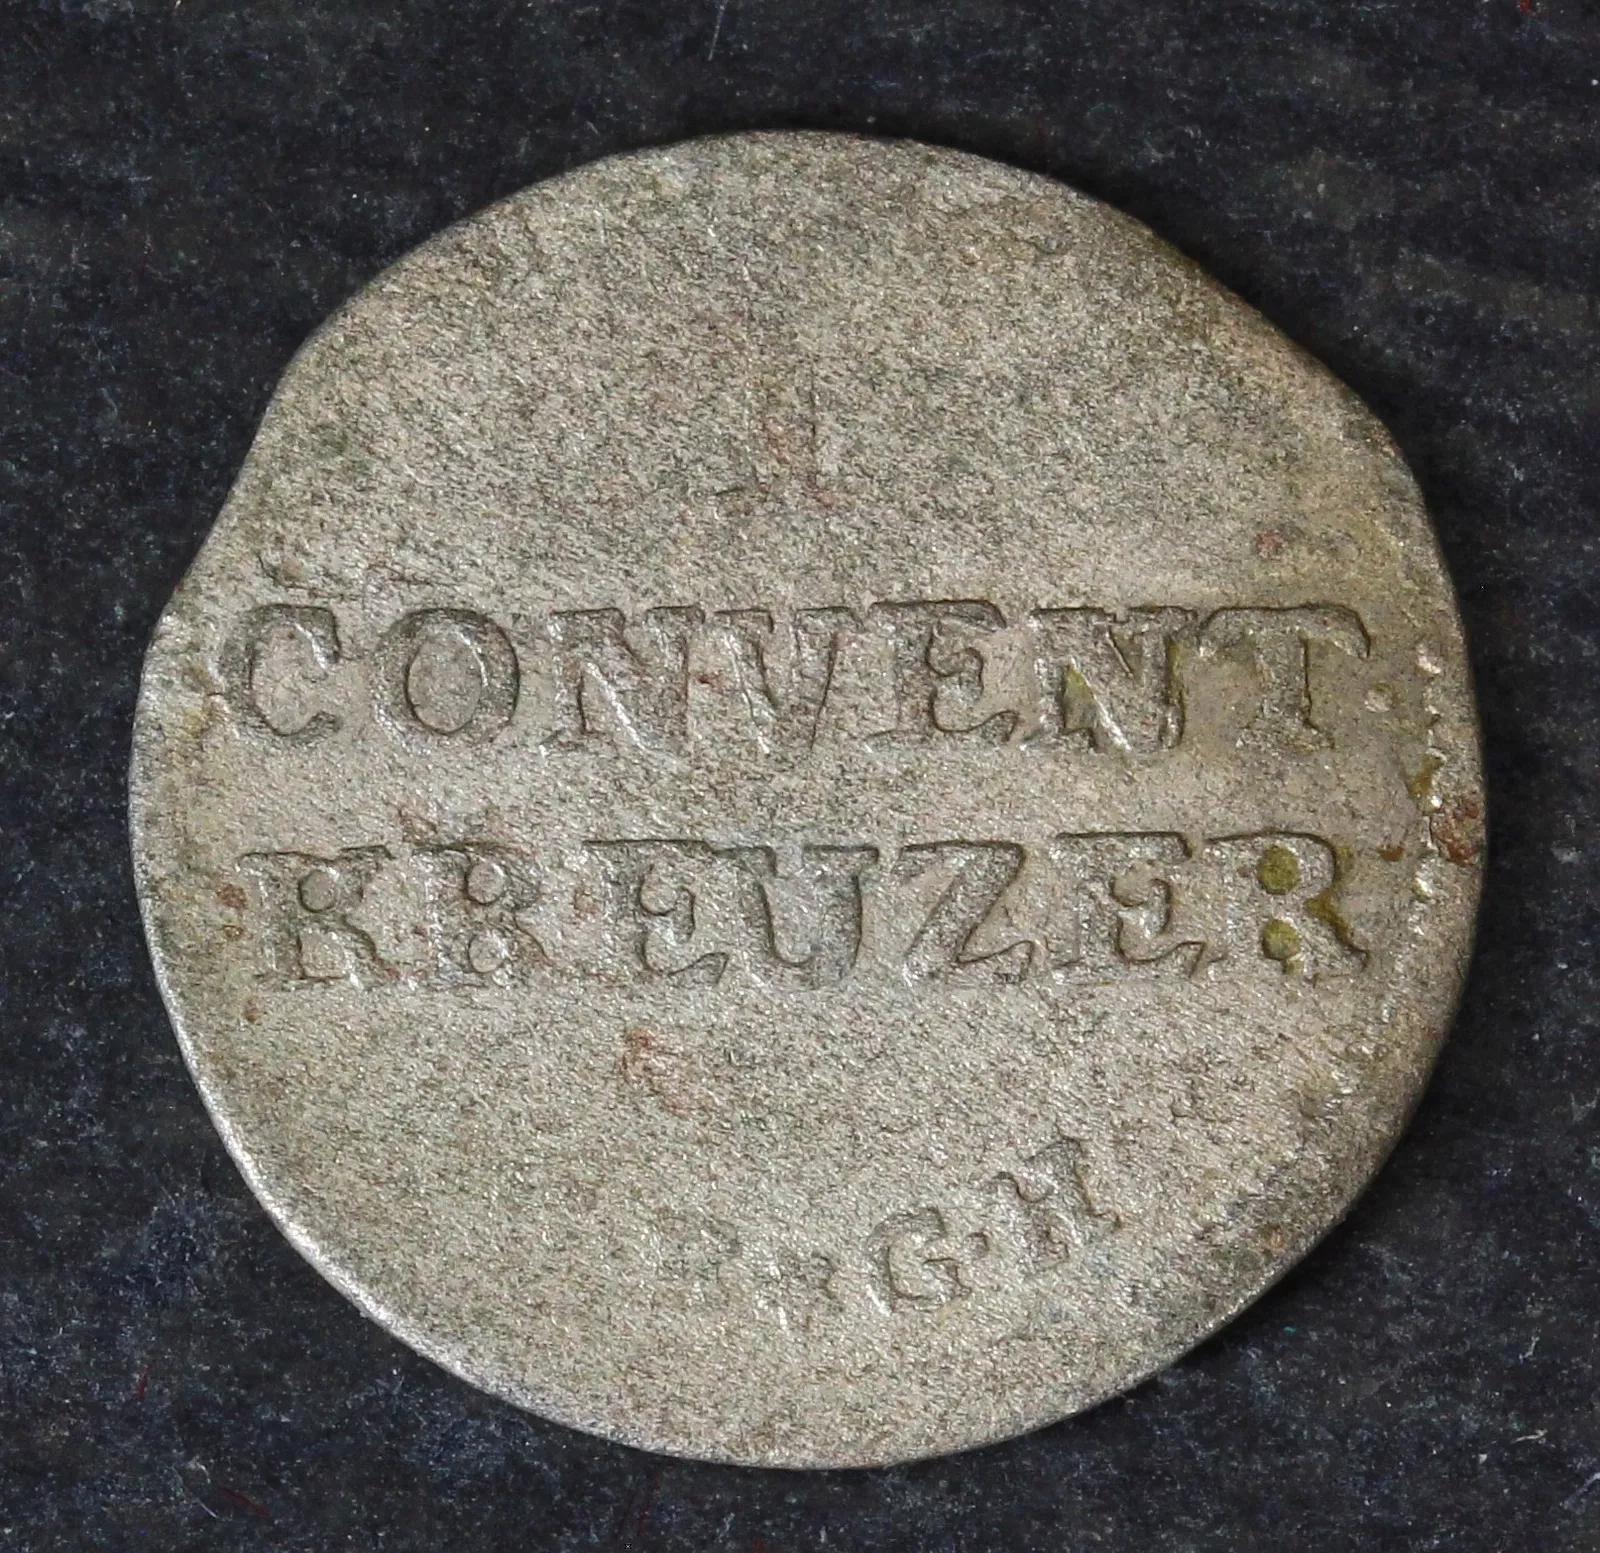 1
CONVENT.
KREUZER
G·H